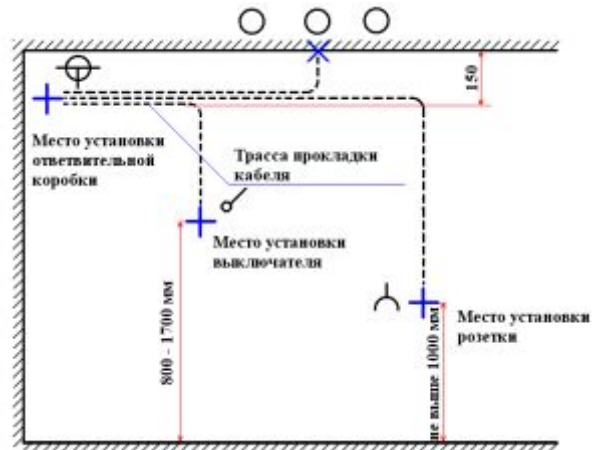 150
Место установки
ответвительной
коробки
Трасса прокладки
кабеля
Место установки
выключателя
800 - 1700 мм
не выше 1000 мм
Место установки
розетки